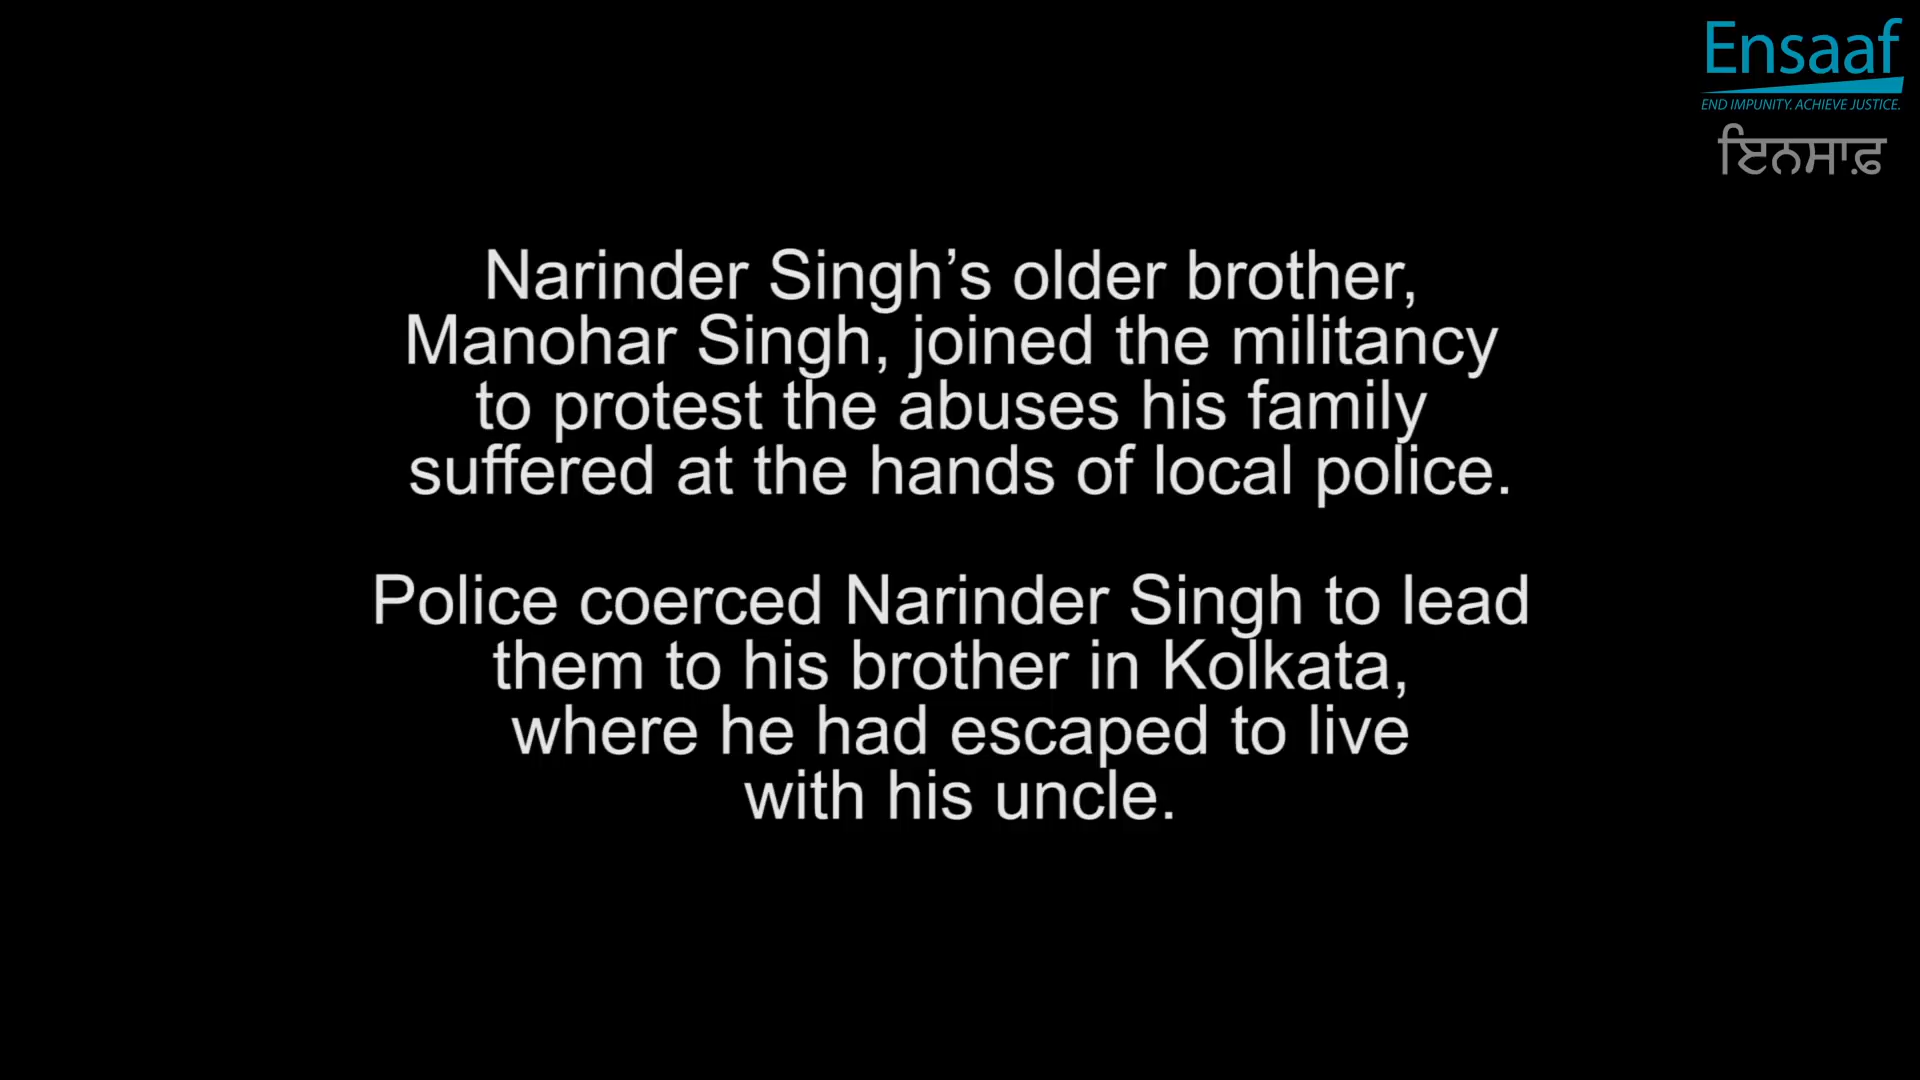 Ensaaf
END IMPUNITY. ACHIEVE JUSTICE.
ਇਨਸਾਫ਼
Narinder Singh’s older brother,
Manohar Singh, joined the militancy
to protest the abuses his family
suffered at the hands of local police.
Police coerced Narinder Singh to lead
them to his brother in Kolkata,
where he had escaped to live
with his uncle.